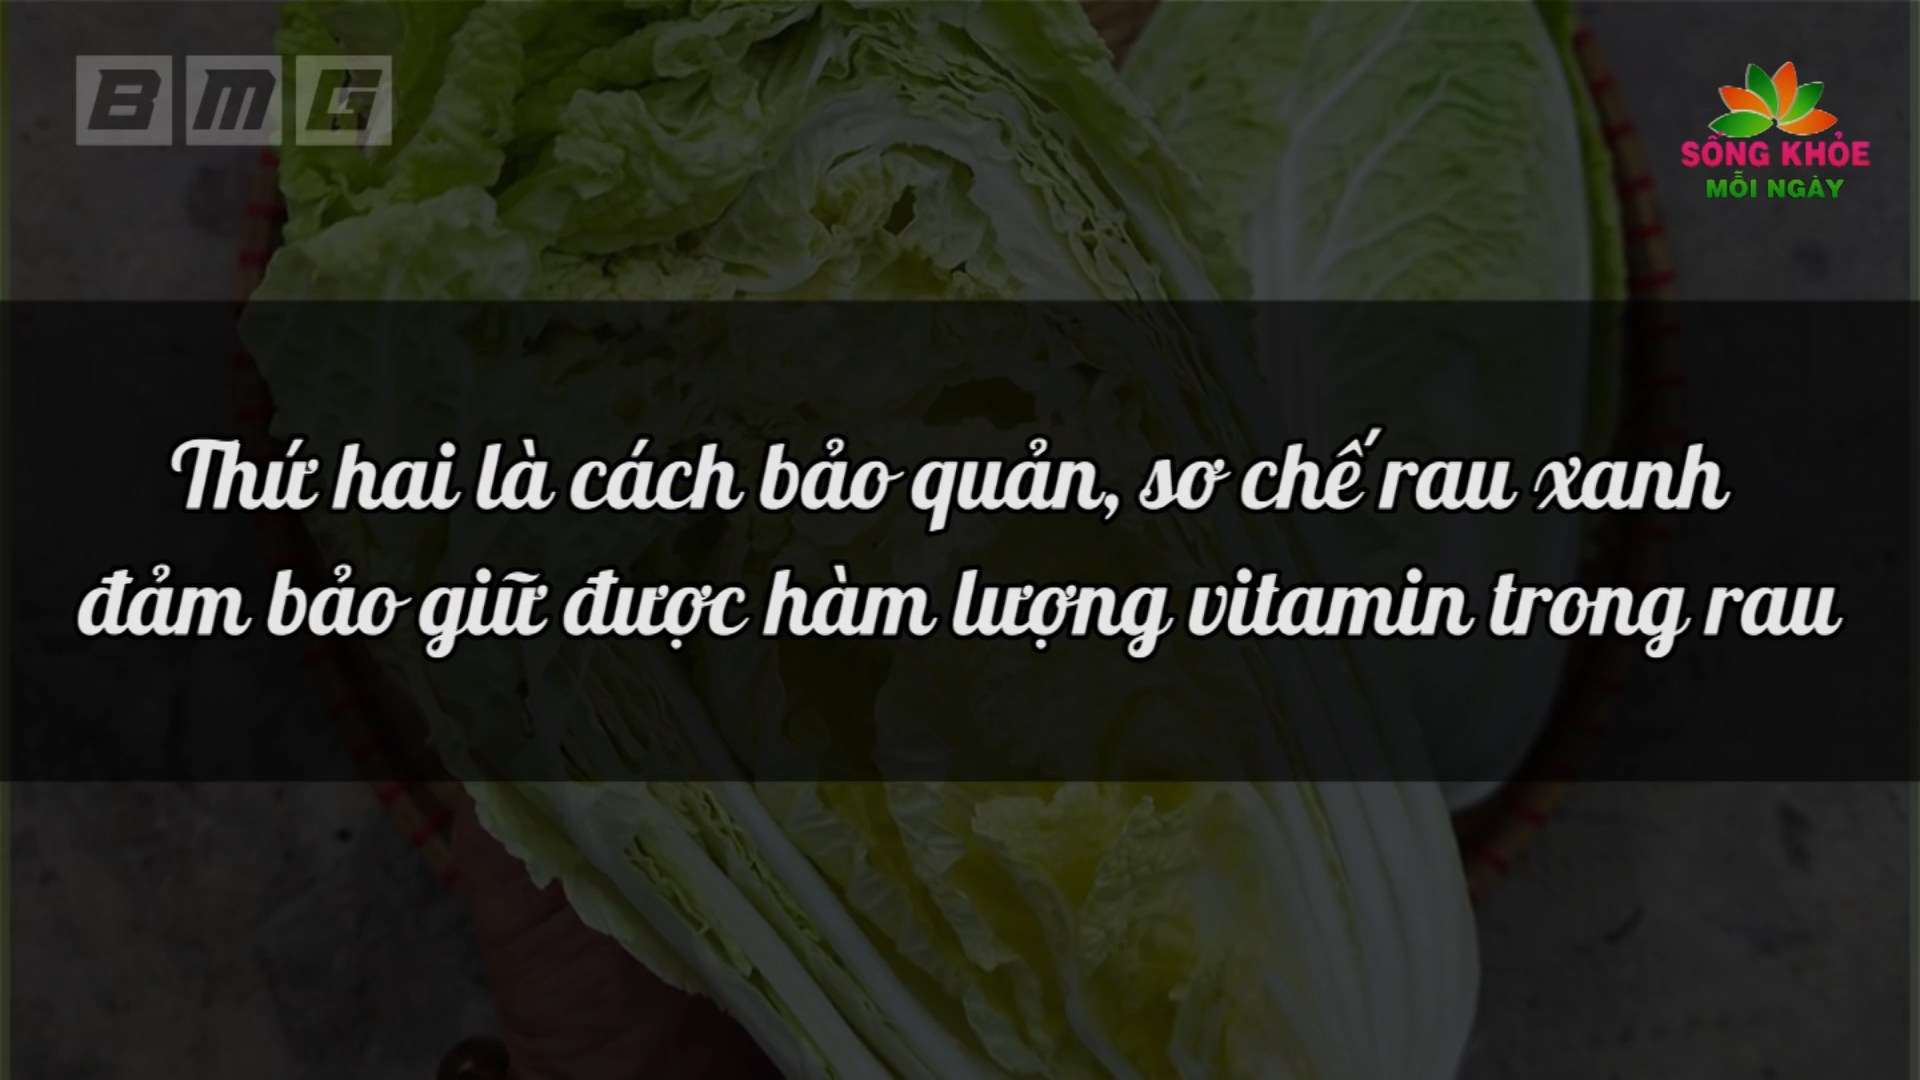 BMG
SỐNG KHỎE
MỖI NGÀY
Thứ hai là cách bảo quản, sơ chế rau xanh
đảm bảo giữ được hàm lượng vitamin trong rau